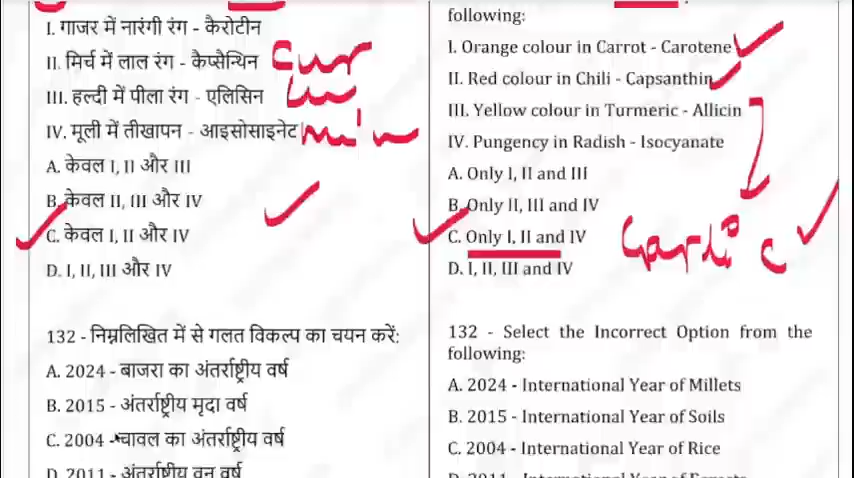 I. गाजर में नारंगी रंग - कैरोटीन
II. मिर्च में लाल रंग - कैप्सैन्थिन
III. हल्दी में पीला रंग - एलिसिन
IV. मूली में तीखापन - आइसोसाइनेट
A. केवल I, II और III
B. केवल II, III और IV
C. केवल I, II और IV
D. I, II, III और IV
132 - निम्नलिखित में से गलत विकल्प का चयन करें:
A. 2024 - बाजरा का अंतर्राष्ट्रीय वर्ष
B. 2015 - अंतर्राष्ट्रीय मृदा वर्ष
C. 2004 - चावल का अंतर्राष्ट्रीय वर्ष
D. 2011 - अंतर्राष्ट्रीय वन वर्ष
following:
I. Orange colour in Carrot - Carotene
II. Red colour in Chili - Capsanthin
III. Yellow colour in Turmeric - Allicin
IV. Pungency in Radish - Isocyanate
A. Only I, II and III
B. Only II, III and IV
C. Only I, II and IV
D. I, II, III and IV
132 - Select the Incorrect Option from the
following:
A. 2024 - International Year of Millets
B. 2015 - International Year of Soils
C. 2004 - International Year of Rice
D. 2011 - International Year of Forests